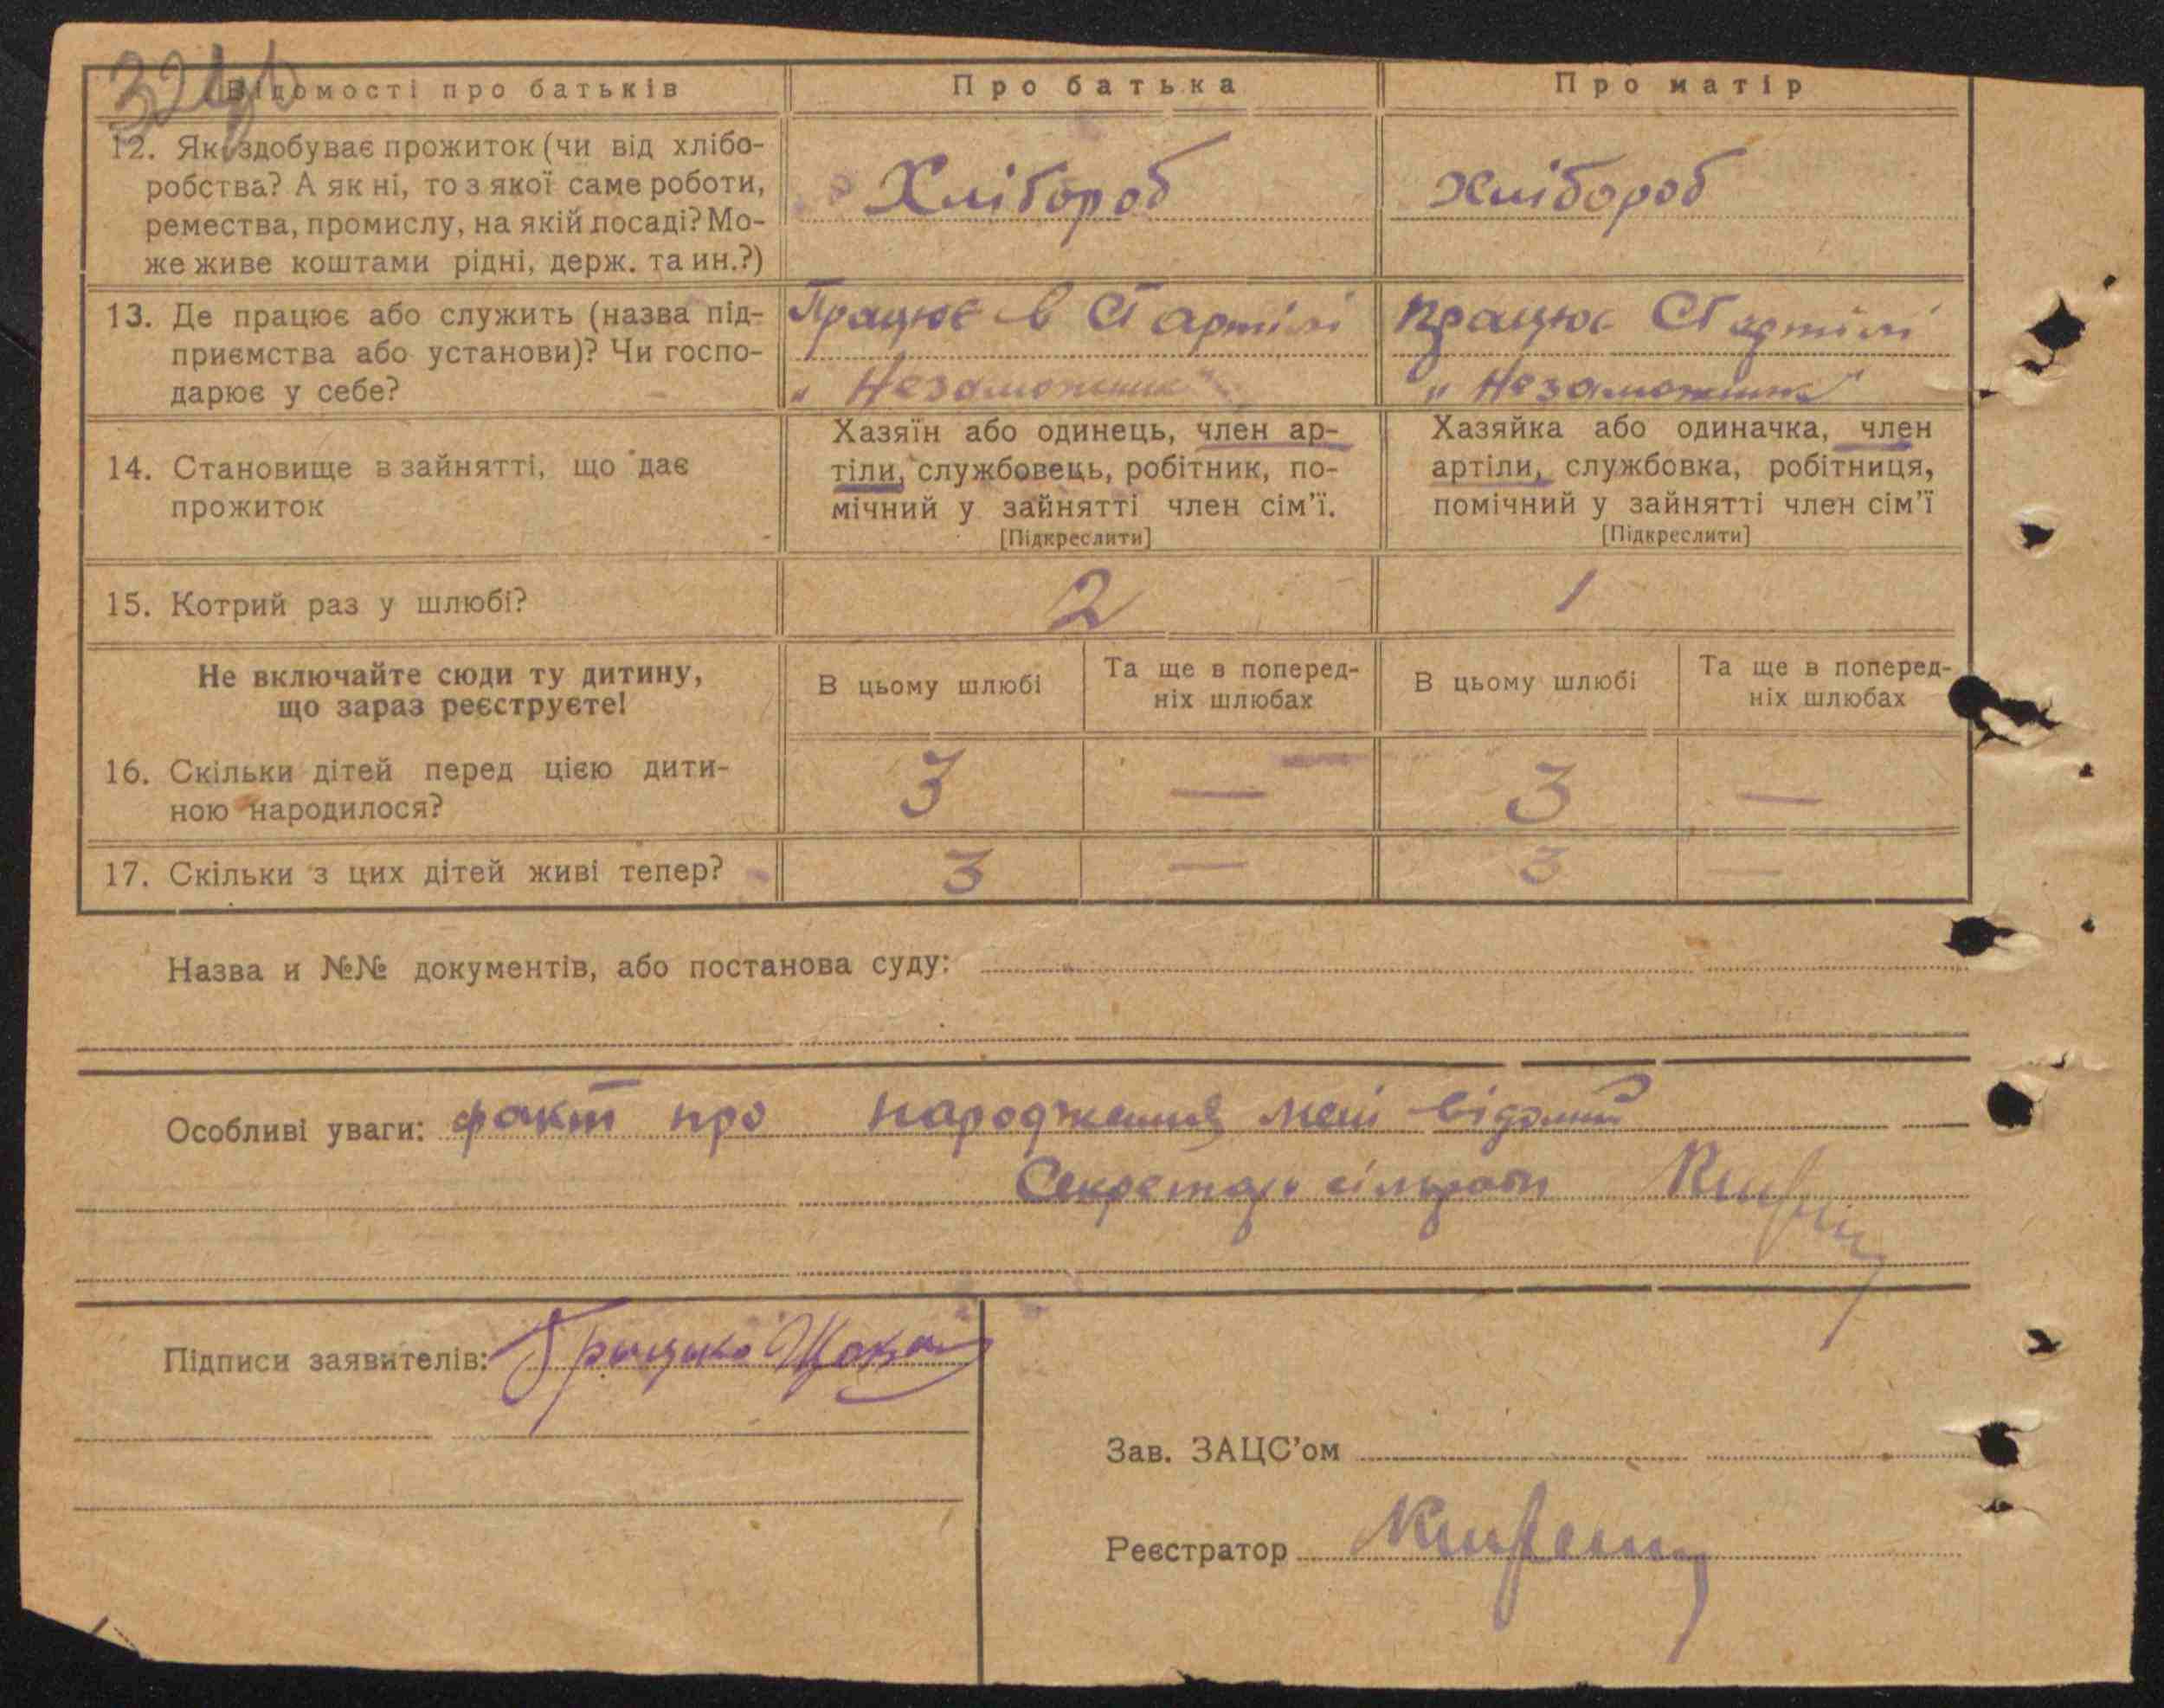 32зв
Відомості про батьків
Про батька
Про матір
12. Як здобуває прожиток (чи від хлібо-
робства? А як ні, то з якої саме роботи,
ремества, промислу, на якій посаді? Мо-
же живе коштами рідні, держ. та ин.?)
Хлібороб
Хлібороб
13. Де працює або служить (назва під-
приємства або установи)? Чи госпо-
дарює у себе?
Працює в СГ артілі
„Незаможник"
працює СГ артілі
„Незаможник"
14. Становище в зайнятті, що дає
прожиток
Хазяїн або одинець, член ар-
тіли, службовець, робітник, по-
мічний у зайнятті член сім'ї.
[Підкреслити]
Хазяйка або одиначка, член
артіли, службовка, робітниця,
помічний у зайнятті член сім'ї
[Підкреслити]
15. Котрий раз у шлюбі?
2
1
Не включайте сюди ту дитину,
що зараз реєструєте!
В цьому шлюбі
Та ще в поперед-
ніх шлюбах
В цьому шлюбі
Та ще в поперед-
ніх шлюбах
16. Скільки дітей перед цією дити-
ною народилося?
3 — 3 —
17. Скільки з цих дітей живі тепер?
3 — 3 —
Назва и №№ документів, або постанова суду:
Особливі уваги: факт про народження мені відомий
Секретарь сільради
Підписи заявителів: Грицько
Зав. ЗАЦС'ом
Реєстратор